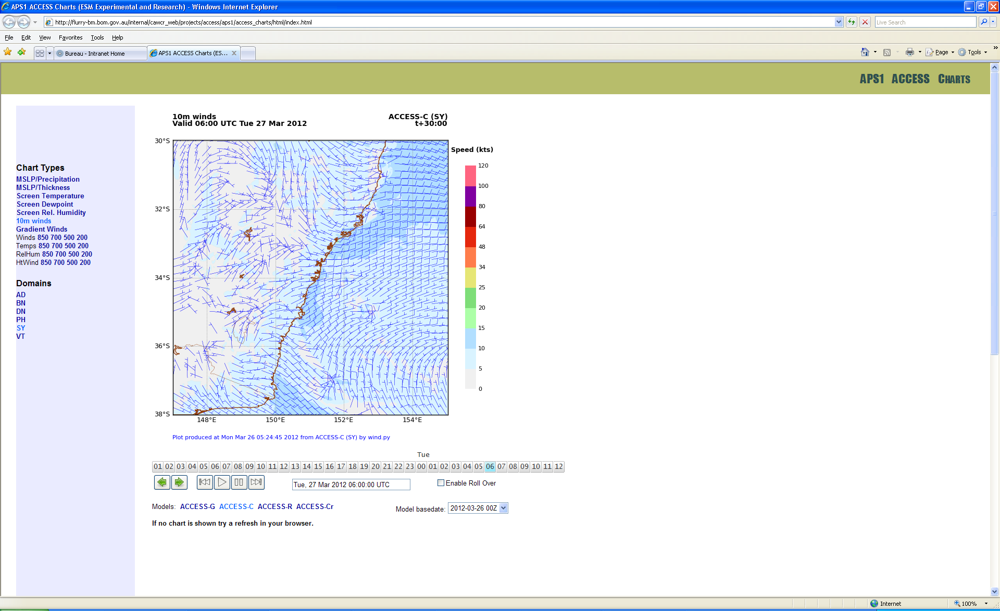 APS1 ACCESS Charts (ESM Experimental and Research) - Windows Internet Explorer
http://flurry-bm.bom.gov.au/internal/cawcr_web/projects/access/aps1/access_charts/html/index.html
Live Search
File Edit View Favorites Tools Help
Bureau - Intranet Home
APS1 ACCESS Charts (ES...
Page Tools
APS1 ACCESS CHARTS
10m winds
Valid 06:00 UTC Tue 27 Mar 2012
ACCESS-C (SY)
t+30:00
Chart Types
MSLP/Precipitation
MSLP/Thickness
Screen Temperature
Screen Dewpoint
Screen Rel. Humidity
10m winds
Gradient Winds
Winds 850 700 500 200
Temps 850 700 500 200
RelHum 850 700 500 200
HtWind 850 700 500 200
Domains
AD
BN
DN
PH
SY
VT
30°S
32°S
34°S
36°S
38°S
148°E 150°E 152°E 154°E
Speed (kts)
120
100
80
64
48
34
25
20
15
10
5
0
Plot produced at Mon Mar 26 05:24:45 2012 from ACCESS-C (SY) by wind.py
Tue
01 02 03 04 05 06 07 08 09 10 11 12 13 14 15 16 17 18 19 20 21 22 23 00 01 02 03 04 05 06 07 08 09 10 11 12
Tue, 27 Mar 2012 06:00:00 UTC
Enable Roll Over
Models: ACCESS-G ACCESS-C ACCESS-R ACCESS-Cr
Model basedate: 2012-03-26 00Z
If no chart is shown try a refresh in your browser.
Internet
100%